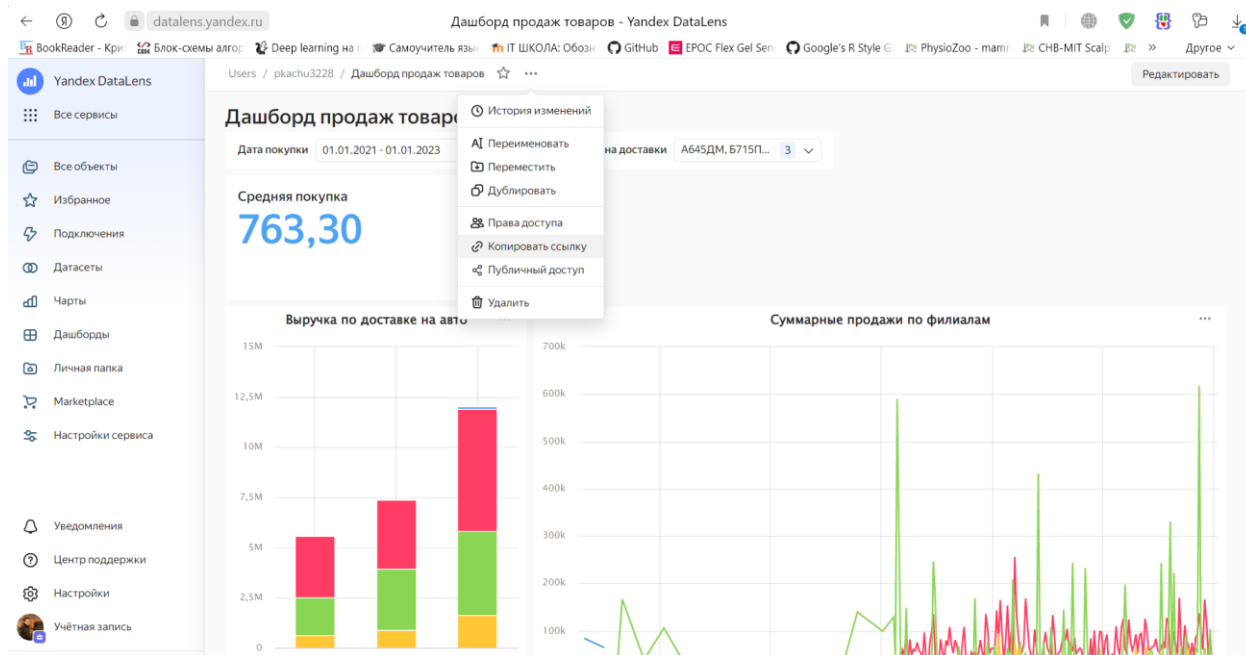 datalens.yandex.ru
Дашборд продаж товаров - Yandex DataLens
BookReader - Кри
Блок-схемы алгор
Deep learning на
Самоучитель язы
IT ШКОЛА: Обозн
GitHub
EPOC Flex Gel Sen
Google's R Style G
PhysioZoo - mam
CHB-MIT Scalp
»
Другое
Yandex DataLens
Все сервисы
Все объекты
Избранное
Подключения
Датасеты
Чарты
Дашборды
Личная папка
Marketplace
Настройки сервиса
Уведомления
Центр поддержки
Настройки
Учётная запись
Users / pkachu3228 / Дашборд продаж товаров
Редактировать
Дашборд продаж товаро
Дата покупки 01.01.2021 - 01.01.2023
на доставки А645ДМ, Б715П... 3
История изменений
Переименовать
Переместить
Дублировать
Права доступа
Копировать ссылку
Публичный доступ
Удалить
Средняя покупка
763,30
Выручка по доставке на авто
15M
12,5M
10M
7,5M
5M
2,5M
0
Суммарные продажи по филиалам
700k
600k
500k
400k
300k
200k
100k